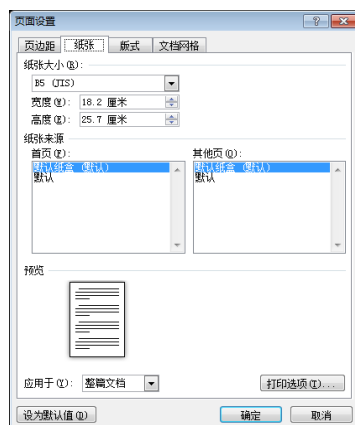 页面设置
页边距 纸张 版式 文档网格
纸张大小(R):
B5 (JIS)
宽度(W): 18.2 厘米
高度(E): 25.7 厘米
纸张来源
首页(F): 其他页(O):
默认纸盒 (默认) 默认纸盒 (默认)
默认 默认
预览
应用于(Y): 整篇文档 打印选项(T)...
设为默认值(D) 确定 取消